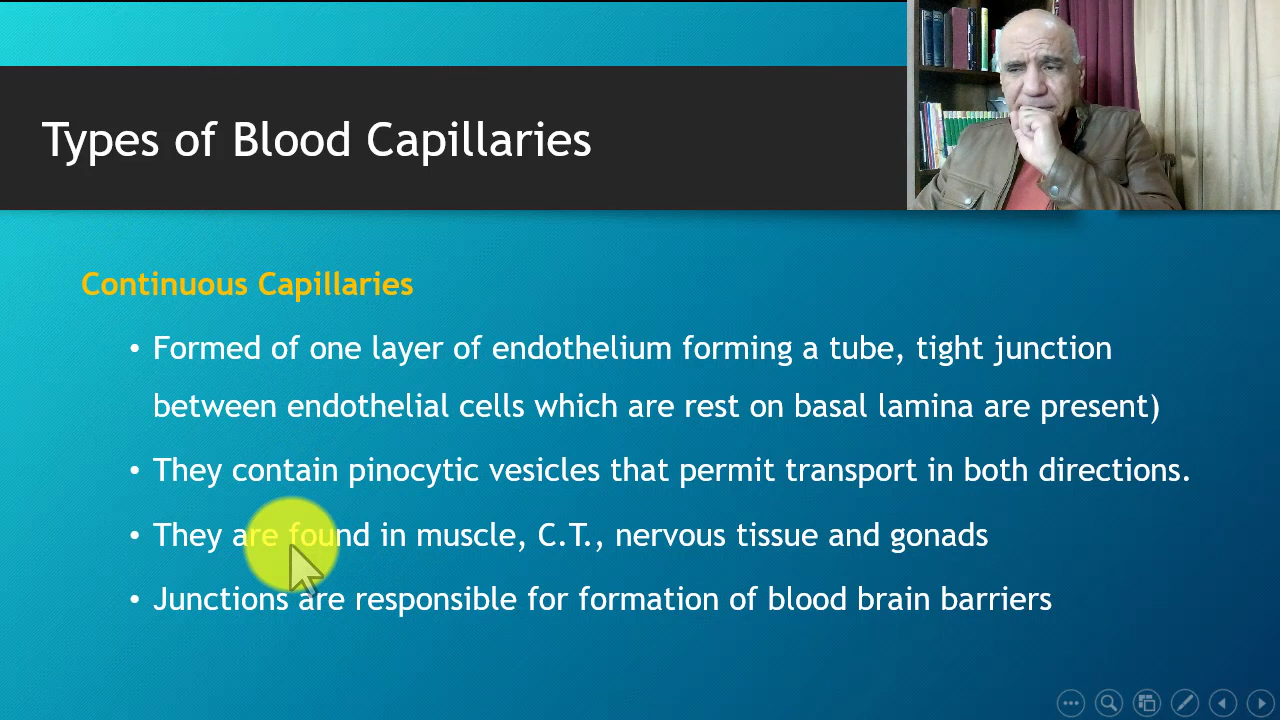 Types of Blood Capillaries
Continuous Capillaries
• Formed of one layer of endothelium forming a tube, tight junction
between endothelial cells which are rest on basal lamina are present)
• They contain pinocytic vesicles that permit transport in both directions.
• They are found in muscle, C.T., nervous tissue and gonads
• Junctions are responsible for formation of blood brain barriers